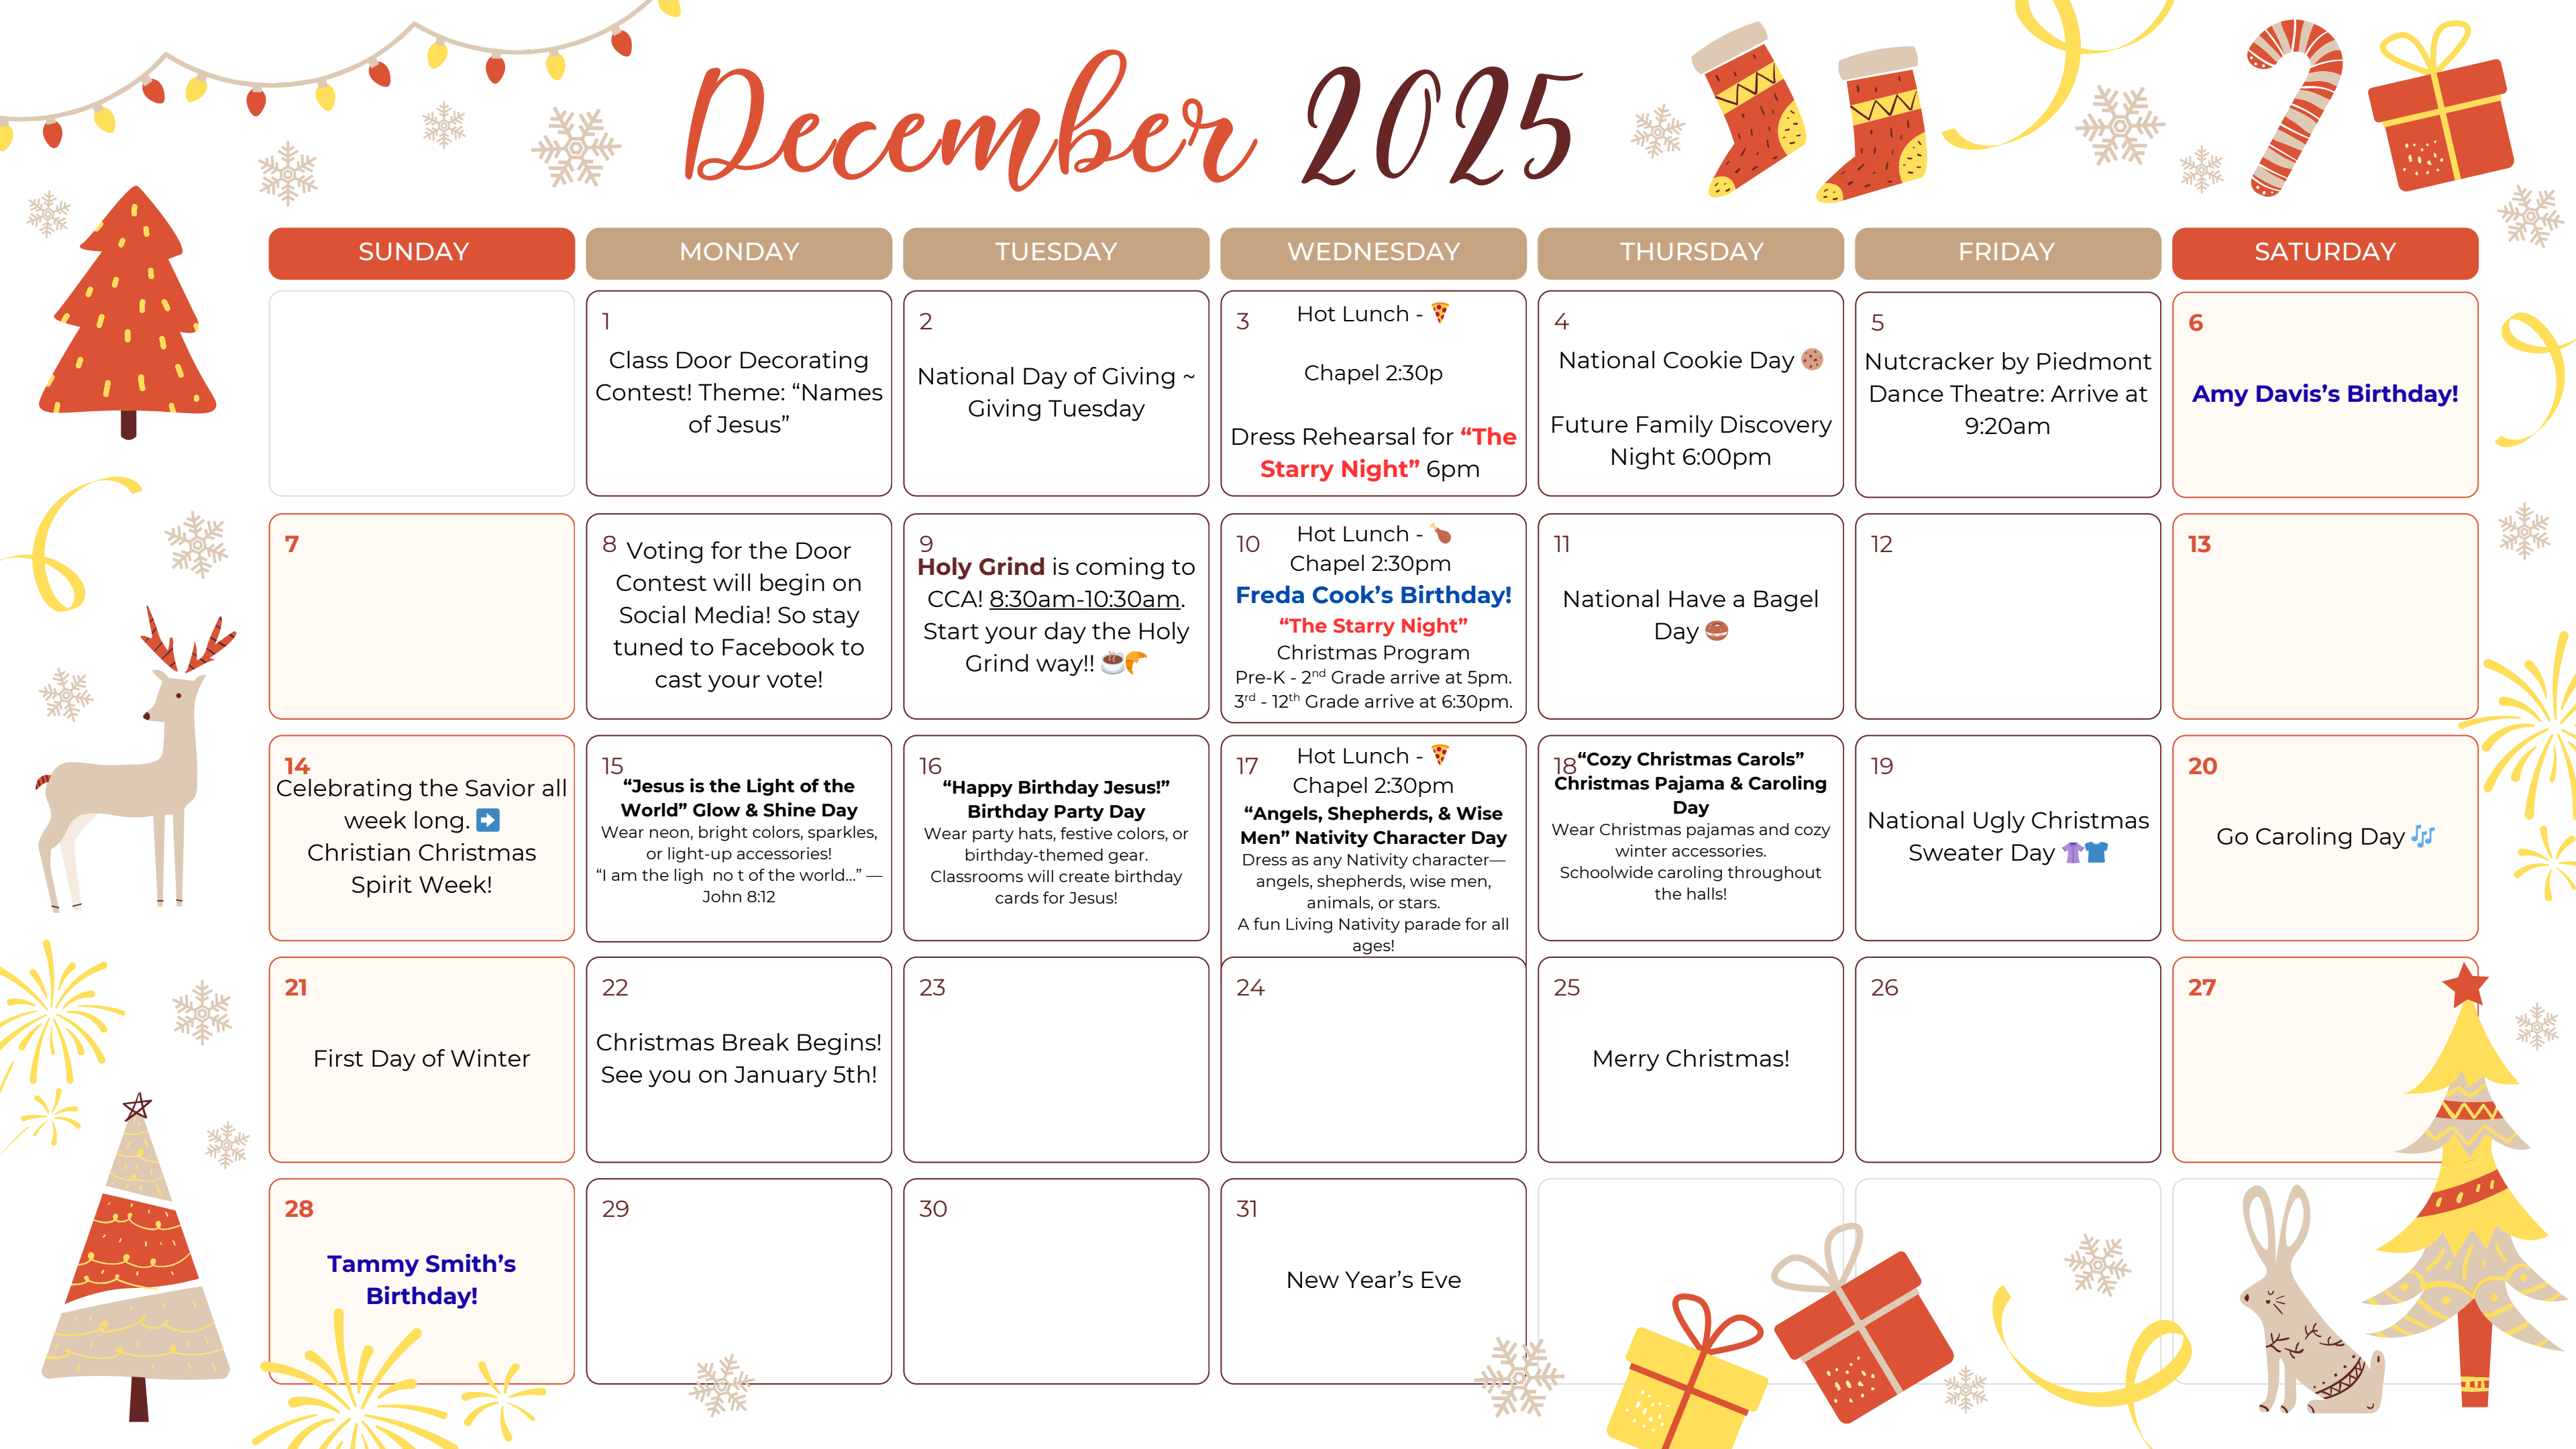 December 2025
SUNDAY
MONDAY
TUESDAY
WEDNESDAY
THURSDAY
FRIDAY
SATURDAY
1
Class Door Decorating
Contest! Theme: “Names
of Jesus”
2
National Day of Giving ~
Giving Tuesday
3
Hot Lunch - 🍕
Chapel 2:30p
Dress Rehearsal for “The
Starry Night” 6pm
4
National Cookie Day 🍪
Future Family Discovery
Night 6:00pm
5
Nutcracker by Piedmont
Dance Theatre: Arrive at
9:20am
6
Amy Davis’s Birthday!
7
8
Voting for the Door
Contest will begin on
Social Media! So stay
tuned to Facebook to
cast your vote!
9
Holy Grind is coming to
CCA! 8:30am-10:30am.
Start your day the Holy
Grind way!! ☕🥐
10
Hot Lunch - 🍗
Chapel 2:30pm
Freda Cook’s Birthday!
“The Starry Night”
Christmas Program
Pre-K - 2nd Grade arrive at 5pm.
3rd - 12th Grade arrive at 6:30pm.
11
National Have a Bagel
Day 🥯
12
13
14
Celebrating the Savior all
week long. ➡️
Christian Christmas
Spirit Week!
15
“Jesus is the Light of the
World” Glow & Shine Day
Wear neon, bright colors, sparkles,
or light-up accessories!
“I am the ligh no t of the world…” —
John 8:12
16
“Happy Birthday Jesus!”
Birthday Party Day
Wear party hats, festive colors, or
birthday-themed gear.
Classrooms will create birthday
cards for Jesus!
17
Hot Lunch - 🍕
Chapel 2:30pm
“Angels, Shepherds, & Wise
Men” Nativity Character Day
Dress as any Nativity character—
angels, shepherds, wise men,
animals, or stars.
A fun Living Nativity parade for all
ages!
18
“Cozy Christmas Carols”
Christmas Pajama & Caroling
Day
Wear Christmas pajamas and cozy
winter accessories.
Schoolwide caroling throughout
the halls!
19
National Ugly Christmas
Sweater Day 👚👕
20
Go Caroling Day 🎶
21
First Day of Winter
22
Christmas Break Begins!
See you on January 5th!
23
24
25
Merry Christmas!
26
27
28
Tammy Smith’s
Birthday!
29
30
31
New Year’s Eve